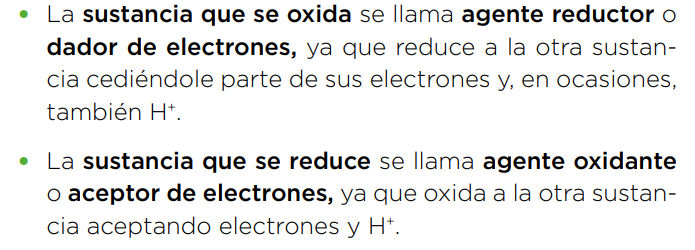 • La sustancia que se oxida se llama agente reductor o
dador de electrones, ya que reduce a la otra sustan-
cia cediéndole parte de sus electrones y, en ocasiones,
también H⁺.
• La sustancia que se reduce se llama agente oxidante
o aceptor de electrones, ya que oxida a la otra sustan-
cia aceptando electrones y H⁺.